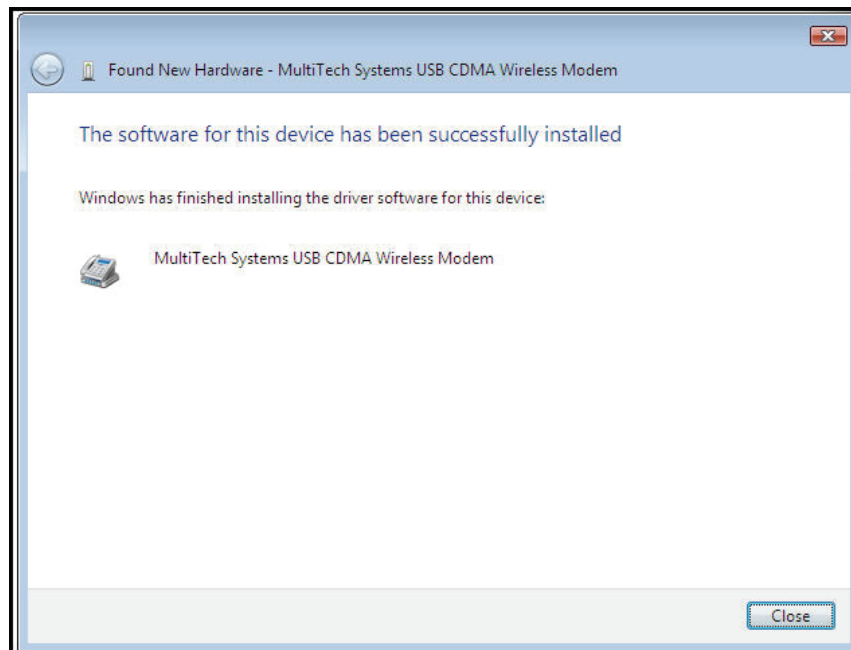 Found New Hardware - MultiTech Systems USB CDMA Wireless Modem
The software for this device has been successfully installed
Windows has finished installing the driver software for this device:
MultiTech Systems USB CDMA Wireless Modem
Close